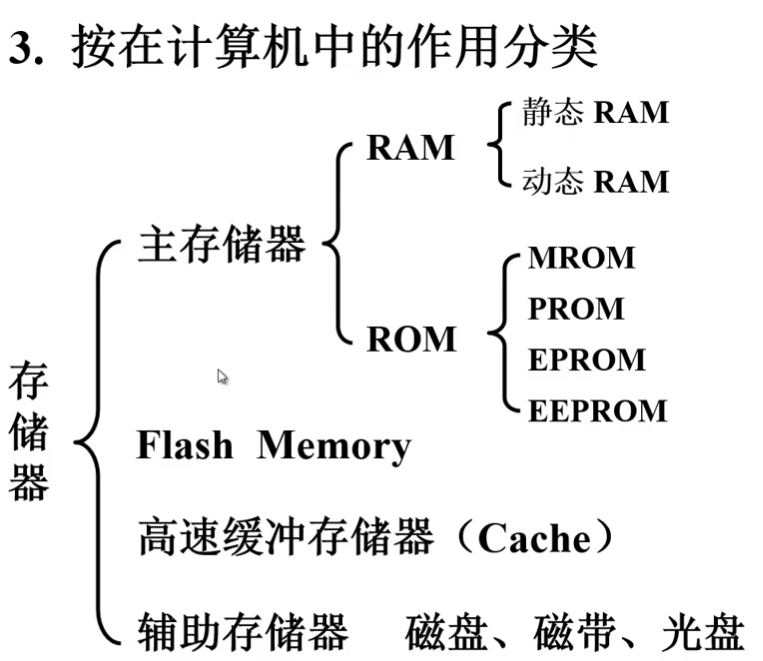 3. 按在计算机中的作用分类
静态 RAM
RAM
动态 RAM
主存储器
MROM
PROM
ROM
EPROM
EEPROM
存储器
Flash Memory
高速缓冲存储器（Cache）
辅助存储器 磁盘、磁带、光盘